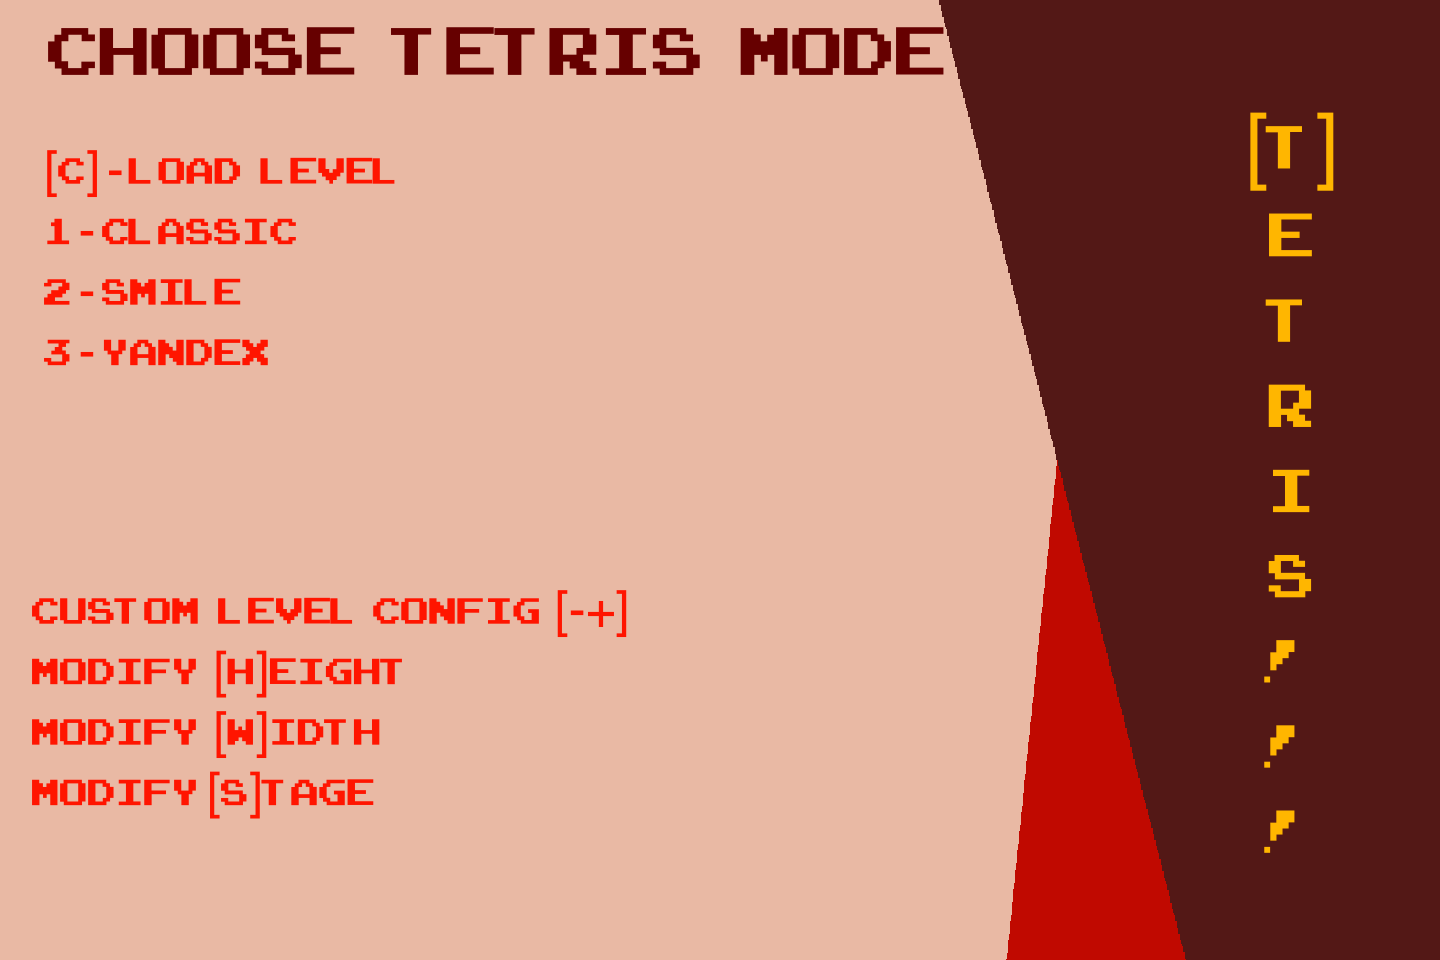 CHOOSE TETRIS MODE
[C]-LOAD LEVEL
1-CLASSIC
2-SMILE
3-YANDEX
CUSTOM LEVEL CONFIG [-+]
MODIFY [H]EIGHT
MODIFY [W]IDTH
MODIFY [S]TAGE
[T]
E
T
R
I
S
!
!
!